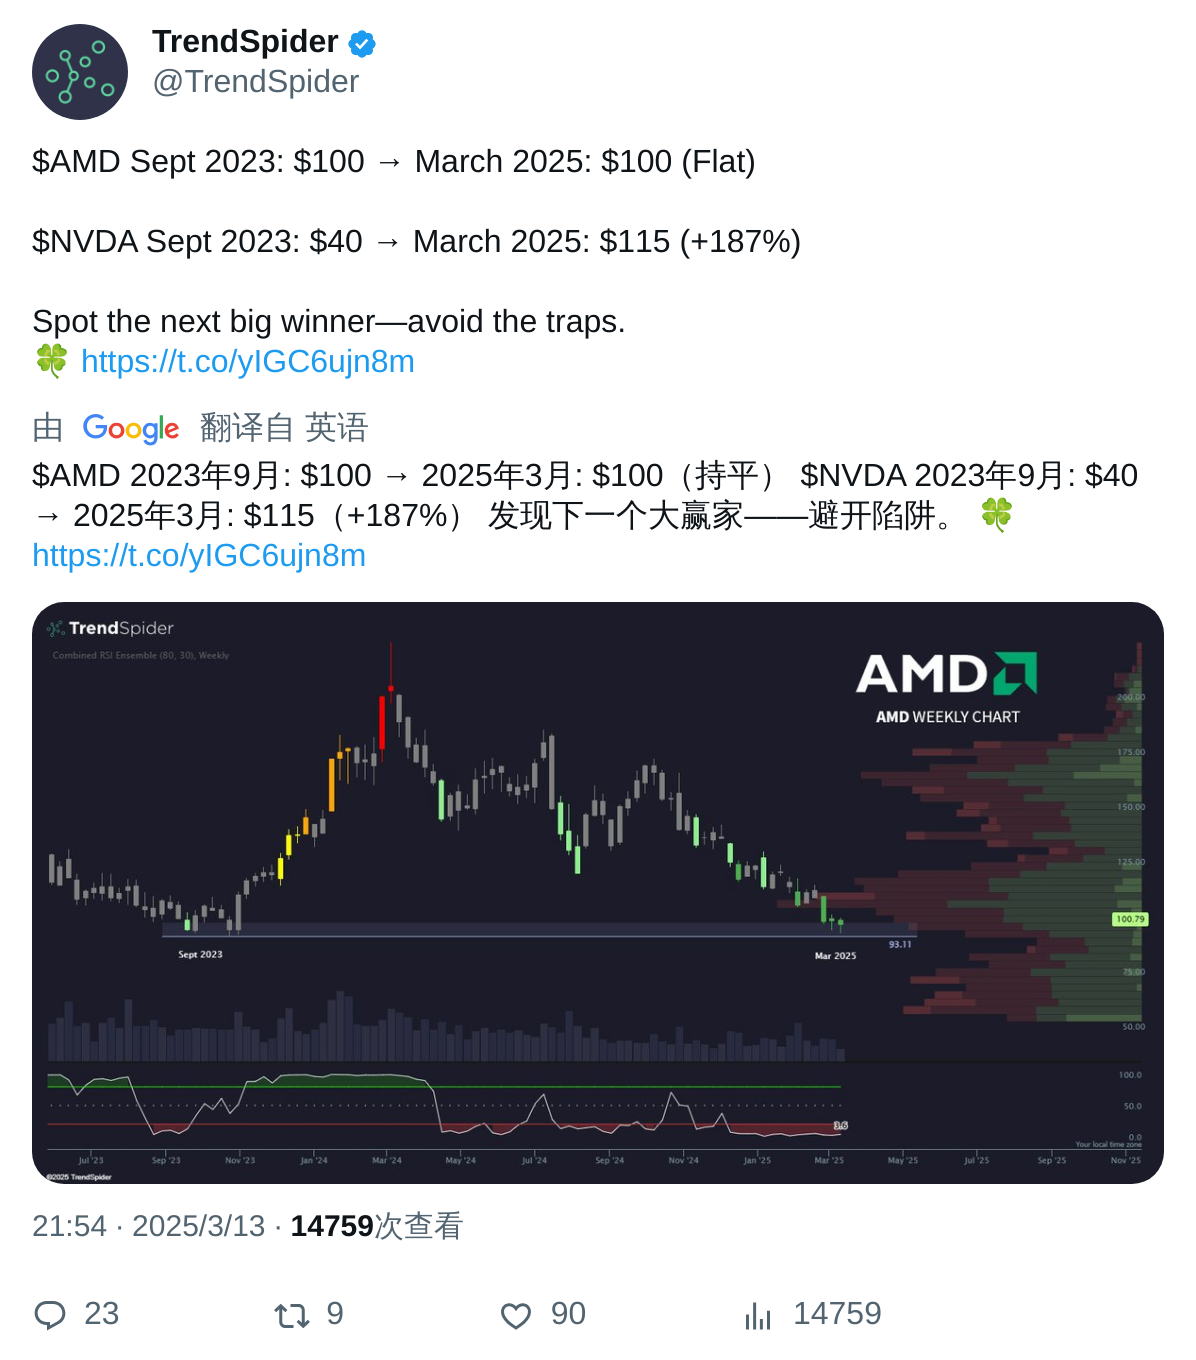 TrendSpider
@TrendSpider
$AMD Sept 2023: $100 → March 2025: $100 (Flat)
$NVDA Sept 2023: $40 → March 2025: $115 (+187%)
Spot the next big winner—avoid the traps.
🍀 https://t.co/yIGC6ujn8m
由 Google 翻译自 英语
$AMD 2023年9月: $100 → 2025年3月: $100（持平） $NVDA 2023年9月: $40
→ 2025年3月: $115（+187%） 发现下一个大赢家——避开陷阱。 🍀
https://t.co/yIGC6ujn8m
TrendSpider
Combined RSI Ensemble (80, 30), Weekly
AMD
AMD WEEKLY CHART
200.00
175.00
150.00
125.00
100.79
93.11
Sept 2023
Mar 2025
75.00
50.00
100.0
50.0
3.6
0.0
Your local time zone
Jul '23 Sep '23 Nov '23 Jan '24 Mar '24 May '24 Jul '24 Sep '24 Nov '24 Jan '25 Mar '25 May '25 Jul '25 Sep '25 Nov '25
©2025 TrendSpider
21:54 · 2025/3/13 · 14759次查看
23 9 90 14759